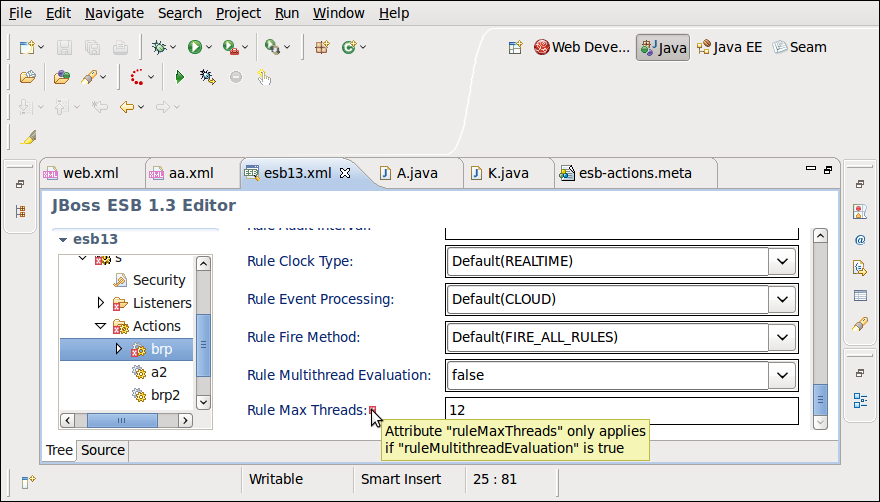 File Edit Navigate Search Project Run Window Help
Web Deve... Java Java EE Seam
web.xml aa.xml esb13.xml A.java K.java esb-actions.meta
JBoss ESB 1.3 Editor
esb13
Rule Audit Interval:
s
Rule Clock Type: Default(REALTIME)
Security
Rule Event Processing: Default(CLOUD)
Listeners
Actions
Rule Fire Method: Default(FIRE_ALL_RULES)
brp
a2
Rule Multithread Evaluation: false
brp2
Rule Max Threads: 12
Attribute "ruleMaxThreads" only applies
if "ruleMultithreadEvaluation" is true
Tree Source
Writable Smart Insert 25 : 81